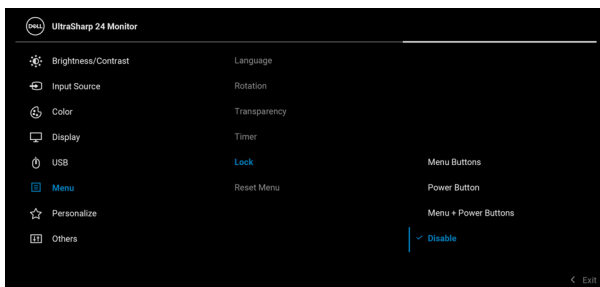 DELL UltraSharp 24 Monitor
Brightness/Contrast Language
Input Source Rotation
Color Transparency
Display Timer
USB Lock Menu Buttons
Menu Reset Menu Power Button
Personalize Menu + Power Buttons
Others Disable
Exit